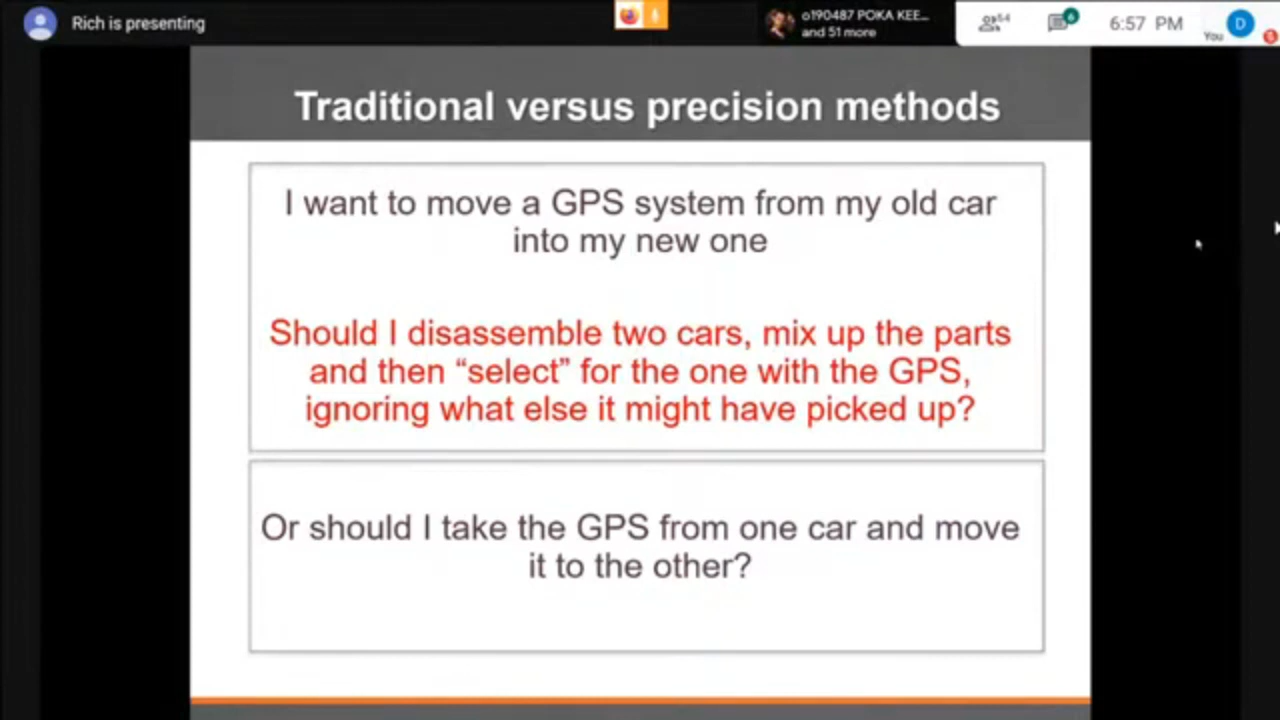 Rich is presenting
o190487 POKA KEE...
and 51 more
54
6
6:57 PM
You
D
Traditional versus precision methods
I want to move a GPS system from my old car
into my new one
Should I disassemble two cars, mix up the parts
and then “select” for the one with the GPS,
ignoring what else it might have picked up?
Or should I take the GPS from one car and move
it to the other?